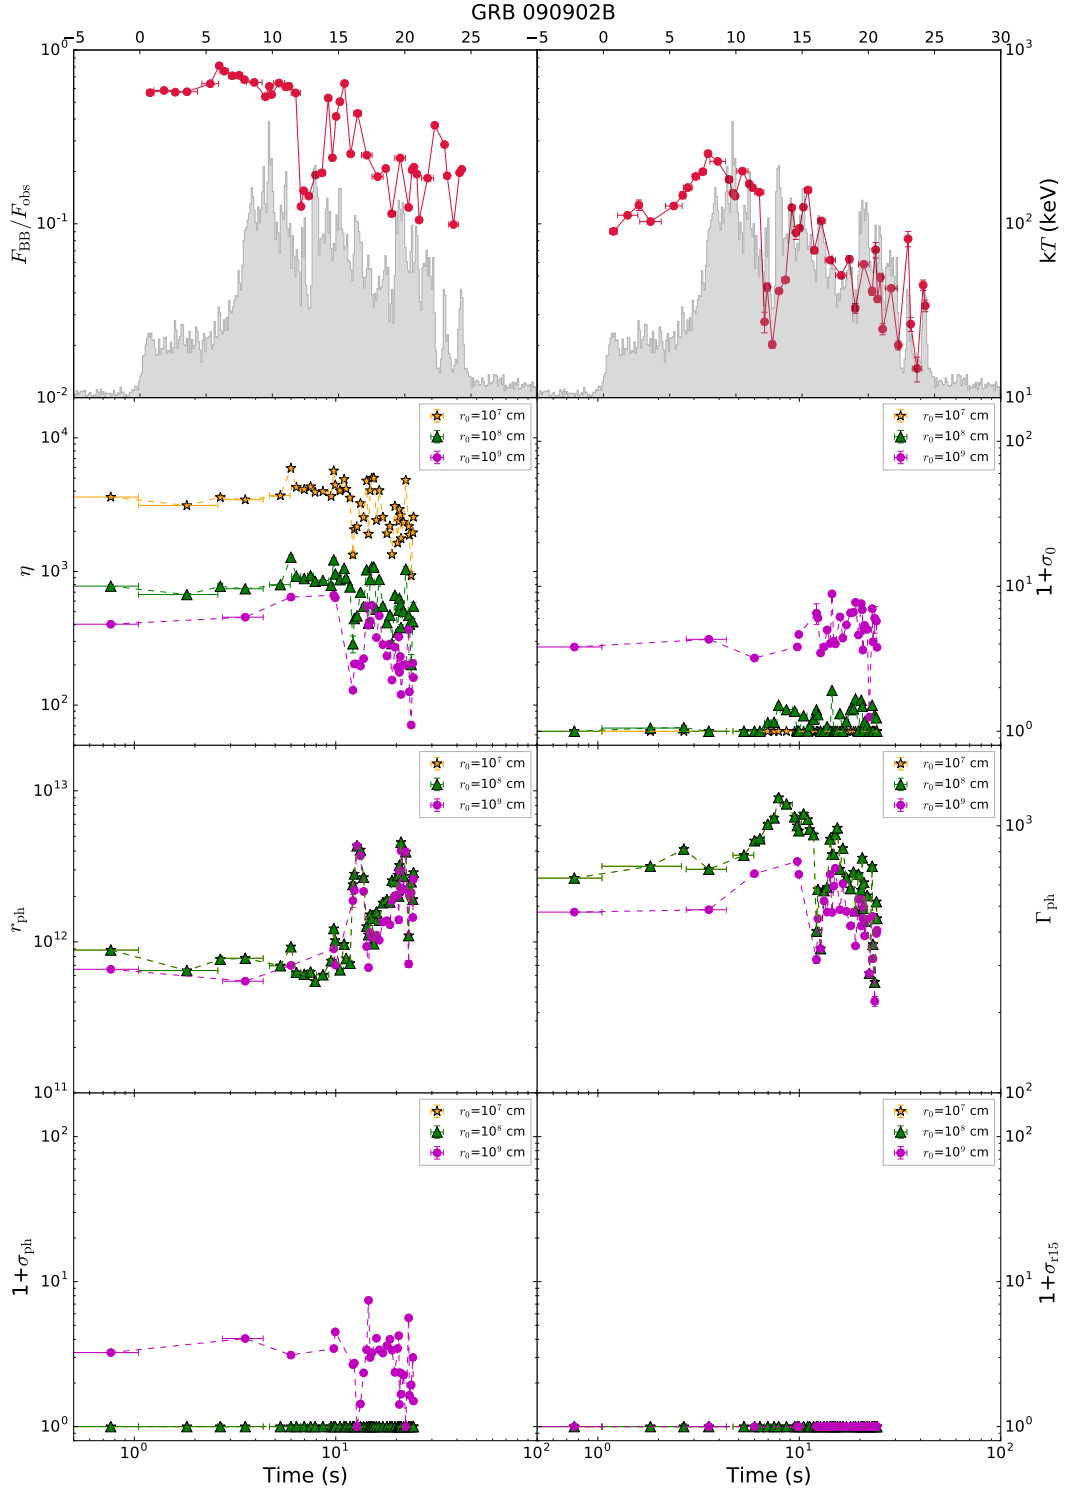 GRB 090902B
−5 0 5 10 15 20 25 −5 0 5 10 15 20 25 30
10⁰ 10³
F_BB/F_obs 10⁻¹ 10² kT (keV)
10⁻² 10¹
r₀=10⁷ cm r₀=10⁷ cm
r₀=10⁸ cm r₀=10⁸ cm
r₀=10⁹ cm r₀=10⁹ cm
10⁴ 10²
η 10³ 10¹ 1+σ₀
10² 10⁰
r₀=10⁷ cm r₀=10⁷ cm
r₀=10⁸ cm r₀=10⁸ cm
r₀=10⁹ cm r₀=10⁹ cm
10¹³ 10³
r_ph 10¹² Γ_ph
10¹¹ 10²
r₀=10⁷ cm r₀=10⁷ cm
r₀=10⁸ cm r₀=10⁸ cm
r₀=10⁹ cm r₀=10⁹ cm
10² 10²
1+σ_ph 10¹ 10¹ 1+σ_r15
10⁰ 10⁰
10⁰ 10¹ 10² 10⁰ 10¹ 10²
Time (s) Time (s)